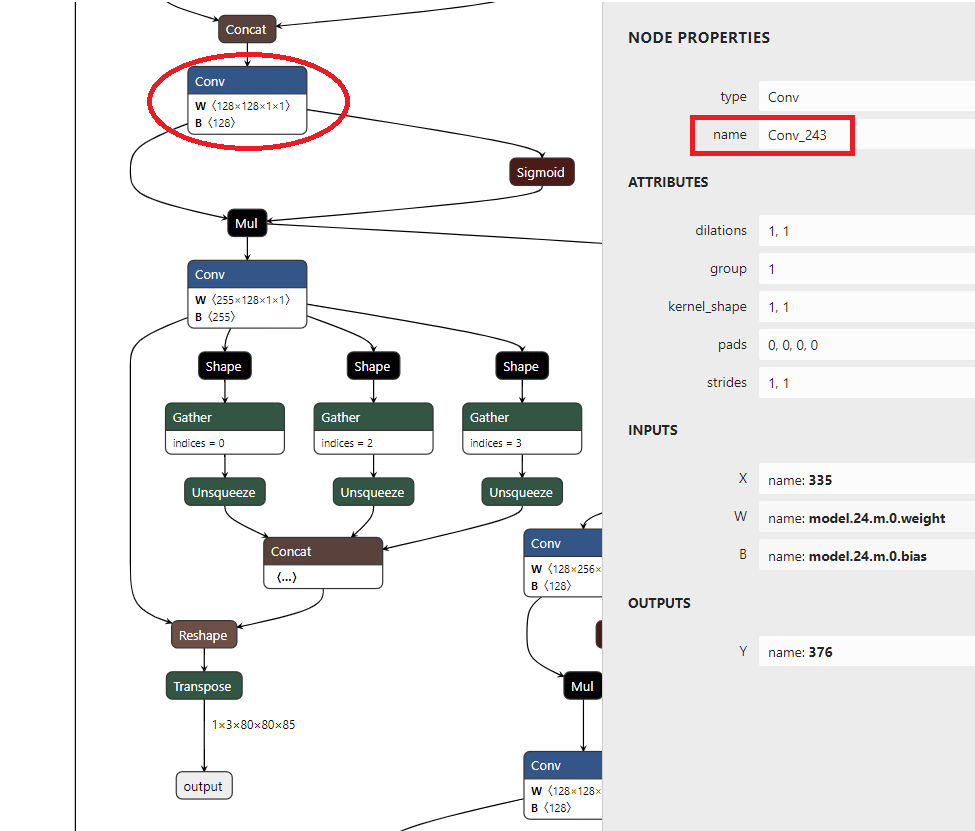 Concat
Conv
W 〈128×128×1×1〉
B 〈128〉
Sigmoid
Mul
Conv
W 〈255×128×1×1〉
B 〈255〉
Shape
Shape
Shape
Gather
indices = 0
Gather
indices = 2
Gather
indices = 3
Unsqueeze
Unsqueeze
Unsqueeze
Concat
〈...〉
Conv
W 〈128×256×
B 〈128〉
Reshape
Transpose
Mul
1×3×80×80×85
output
Conv
W 〈128×128×
B 〈128〉
NODE PROPERTIES
type Conv
name Conv_243
ATTRIBUTES
dilations 1, 1
group 1
kernel_shape 1, 1
pads 0, 0, 0, 0
strides 1, 1
INPUTS
X name: 335
W name: model.24.m.0.weight
B name: model.24.m.0.bias
OUTPUTS
Y name: 376